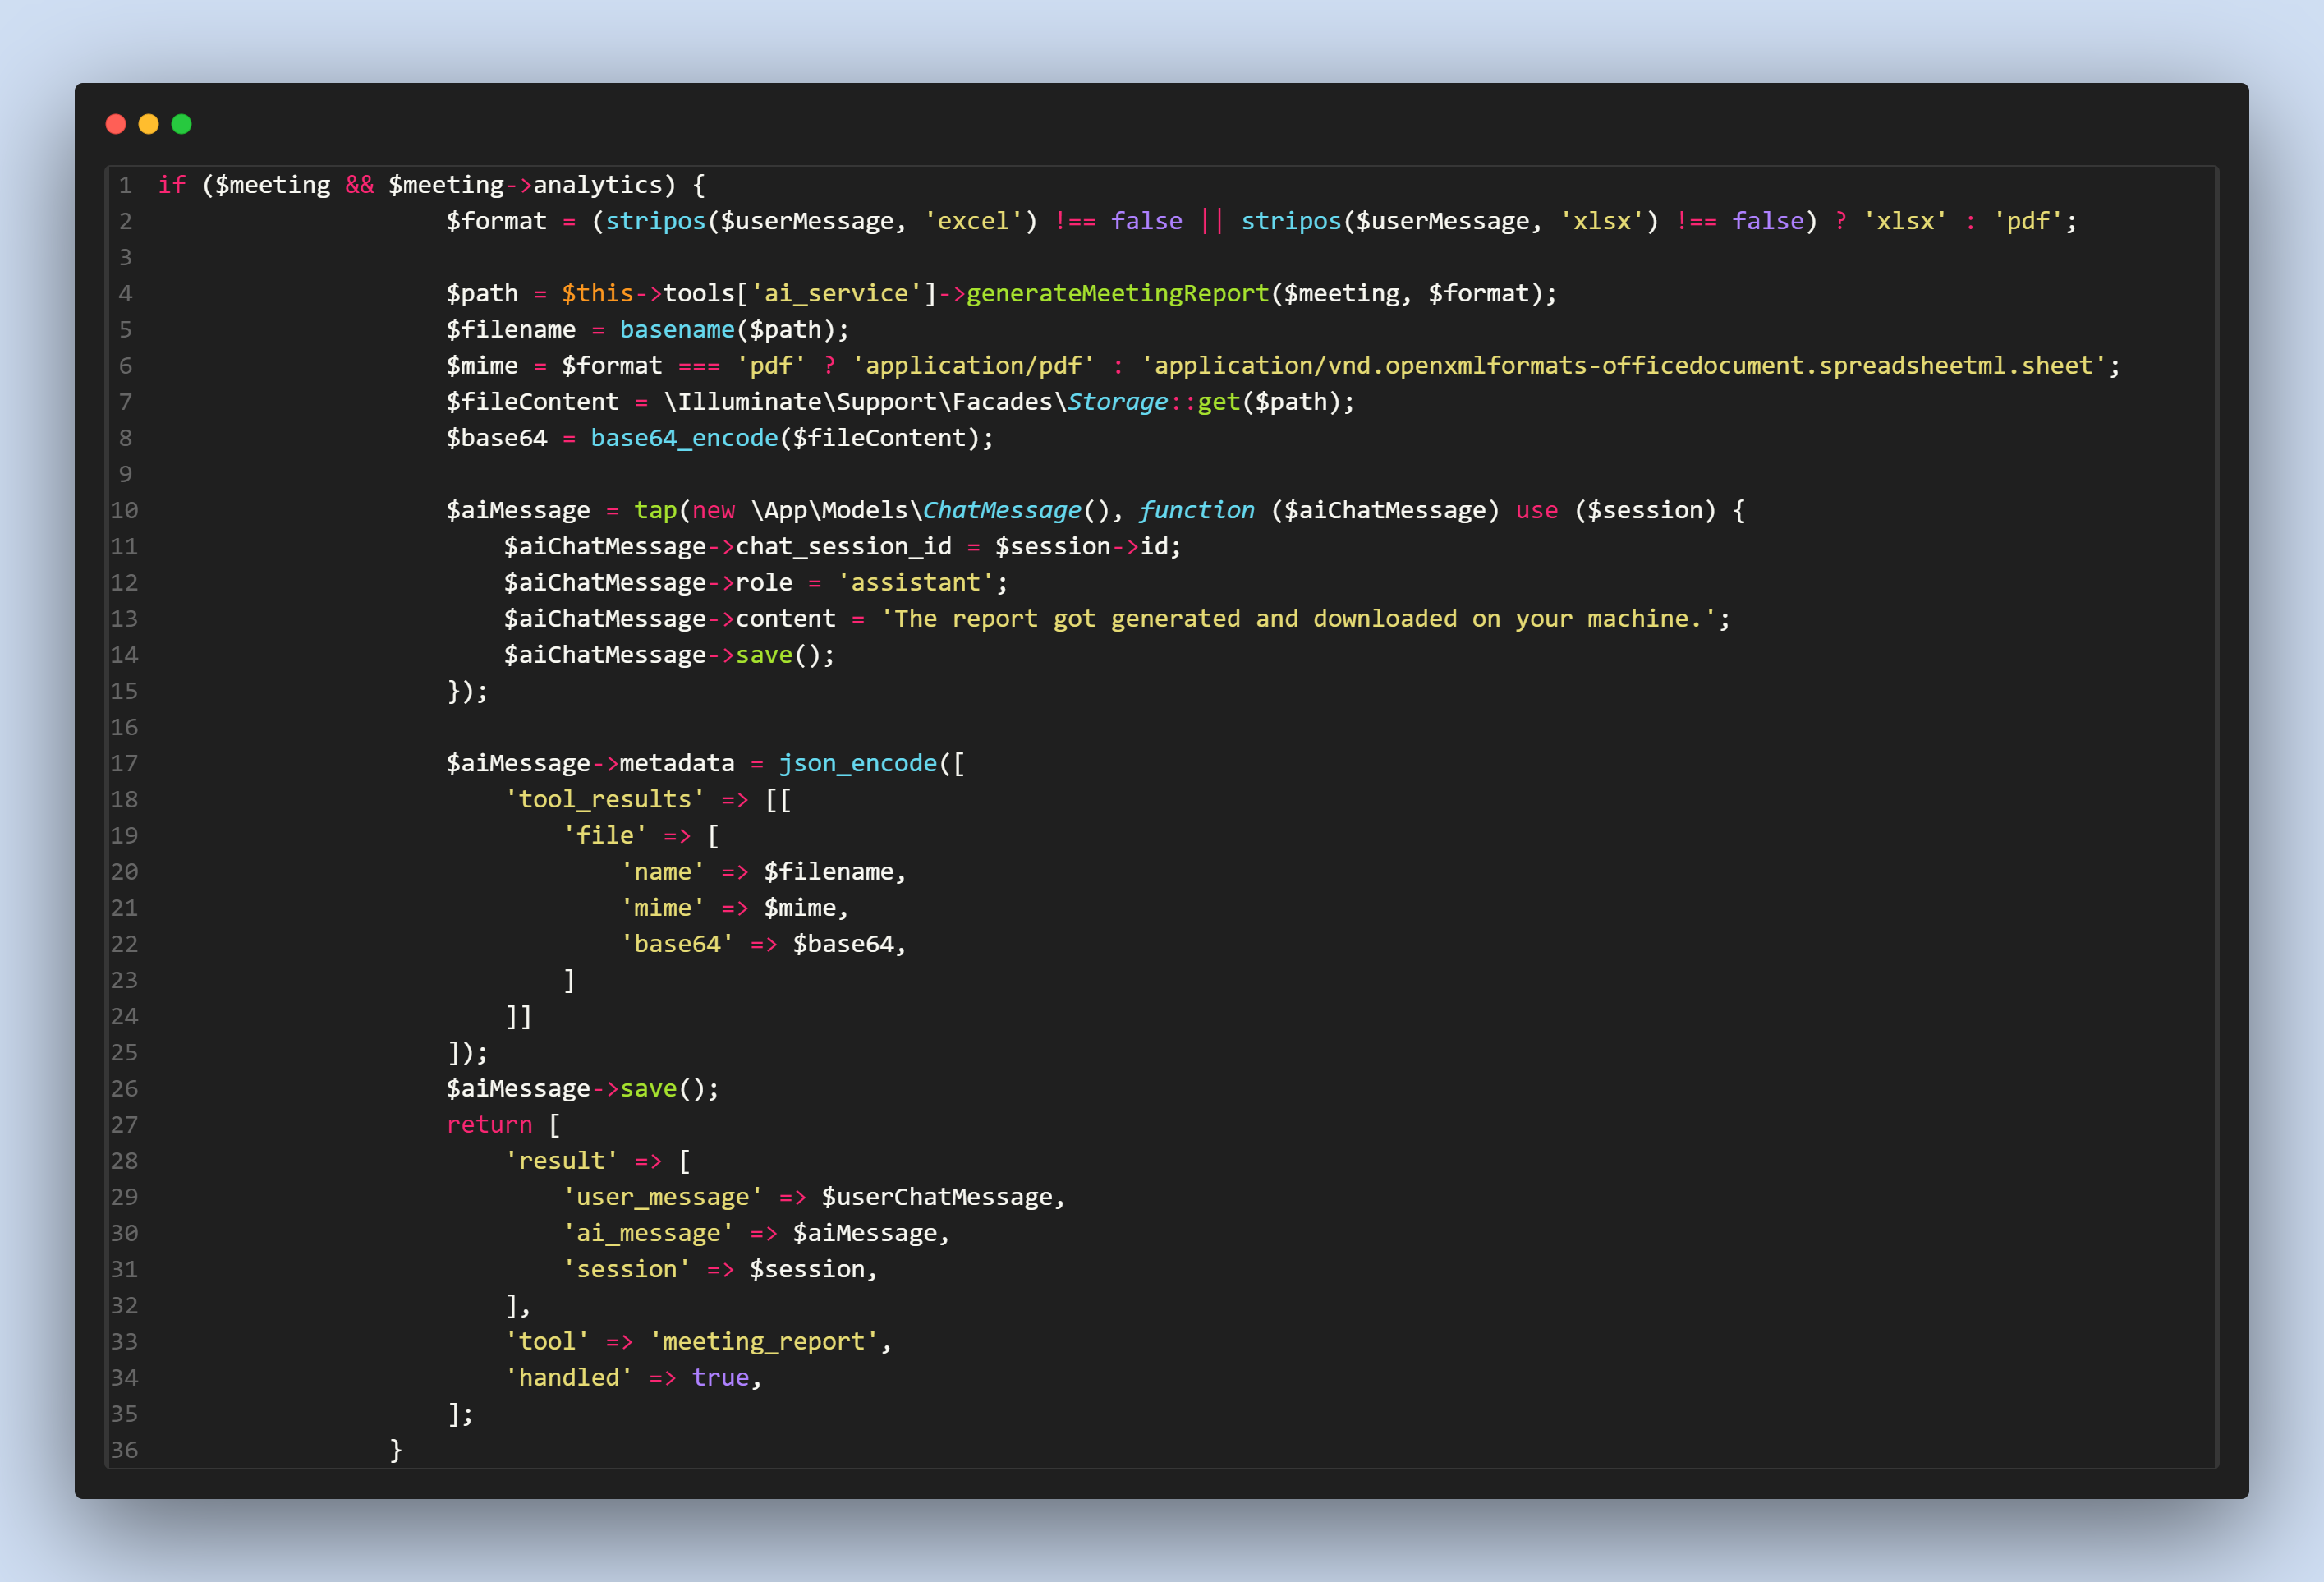 1 if ($meeting && $meeting->analytics) {
2 $format = (stripos($userMessage, 'excel') !== false || stripos($userMessage, 'xlsx') !== false) ? 'xlsx' : 'pdf';
3
4 $path = $this->tools['ai_service']->generateMeetingReport($meeting, $format);
5 $filename = basename($path);
6 $mime = $format === 'pdf' ? 'application/pdf' : 'application/vnd.openxmlformats-officedocument.spreadsheetml.sheet';
7 $fileContent = \Illuminate\Support\Facades\Storage::get($path);
8 $base64 = base64_encode($fileContent);
9
10 $aiMessage = tap(new \App\Models\ChatMessage(), function ($aiChatMessage) use ($session) {
11 $aiChatMessage->chat_session_id = $session->id;
12 $aiChatMessage->role = 'assistant';
13 $aiChatMessage->content = 'The report got generated and downloaded on your machine.';
14 $aiChatMessage->save();
15 });
16
17 $aiMessage->metadata = json_encode([
18 'tool_results' => [[
19 'file' => [
20 'name' => $filename,
21 'mime' => $mime,
22 'base64' => $base64,
23 ]
24 ]]
25 ]);
26 $aiMessage->save();
27 return [
28 'result' => [
29 'user_message' => $userChatMessage,
30 'ai_message' => $aiMessage,
31 'session' => $session,
32 ],
33 'tool' => 'meeting_report',
34 'handled' => true,
35 ];
36 }